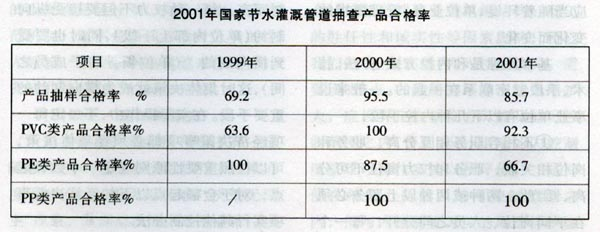 2001年国家节水灌溉管道抽查产品合格率
项目 1999年 2000年 2001年
产品抽样合格率 % 69.2 95.5 85.7
PVC类产品合格率 % 63.6 100 92.3
PE类产品合格率 % 100 87.5 66.7
PP类产品合格率 % / 100 100